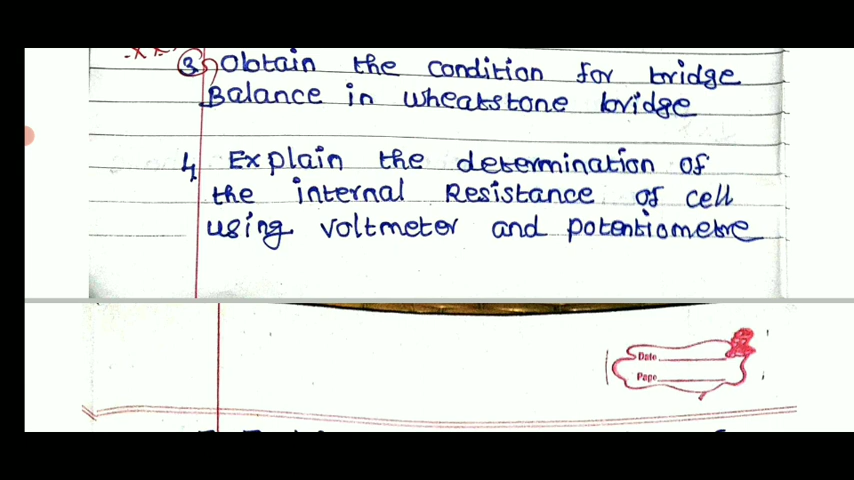 3) Obtain the condition for bridge
Balance in wheatstone bridge
4, Explain the determination of
the internal Resistance of cell
using voltmeter and potentiometre
Date
Page